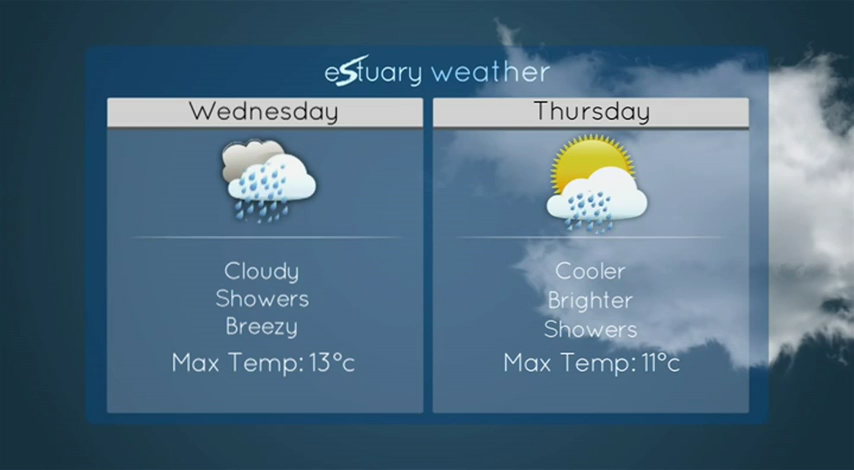 eStuary weather
Wednesday
Cloudy
Showers
Breezy
Max Temp: 13°c
Thursday
Cooler
Brighter
Showers
Max Temp: 11°c